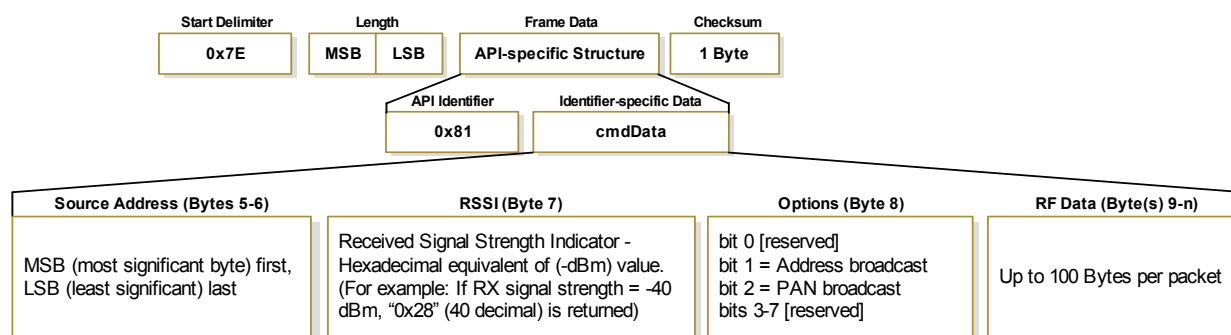 Start Delimiter
Length
Frame Data
Checksum
0x7E
MSB
LSB
API-specific Structure
1 Byte
API Identifier
Identifier-specific Data
0x81
cmdData
Source Address (Bytes 5-6)
MSB (most significant byte) first,
LSB (least significant) last
RSSI (Byte 7)
Received Signal Strength Indicator -
Hexadecimal equivalent of (-dBm) value.
(For example: If RX signal strength = -40
dBm, “0x28” (40 decimal) is returned)
Options (Byte 8)
bit 0 [reserved]
bit 1 = Address broadcast
bit 2 = PAN broadcast
bits 3-7 [reserved]
RF Data (Byte(s) 9-n)
Up to 100 Bytes per packet